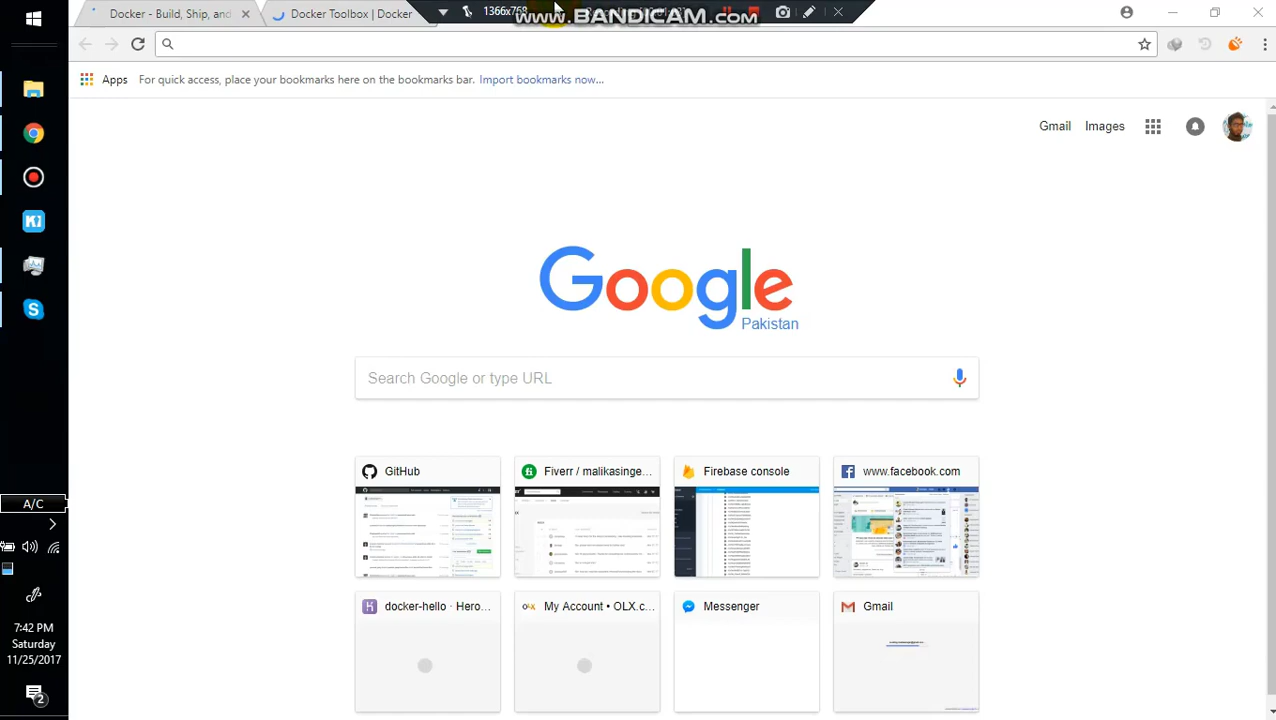 Docker - Build, Ship, and
Docker Toolbox | Docker
1366x768
www.BANDICAM.com
Apps
For quick access, place your bookmarks here on the bookmarks bar. Import bookmarks now...
Gmail
Images
Google
Pakistan
Search Google or type URL
GitHub
Fiverr / malikasinge...
Firebase console
www.facebook.com
docker-hello · Hero...
My Account • OLX.c...
Messenger
Gmail
A/C
7:42 PM
Saturday
11/25/2017
2